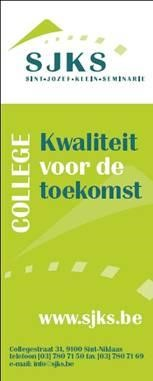 SJKS
SINT•JOZEF•KLEIN•SEMINARIE
COLLEGE
Kwaliteit
voor de
toekomst
www.sjks.be
Collegestraat 31, 9100 Sint-Niklaas
telefoon [03] 780 71 50 fax [03] 780 71 69
e-mail: info@sjks.be